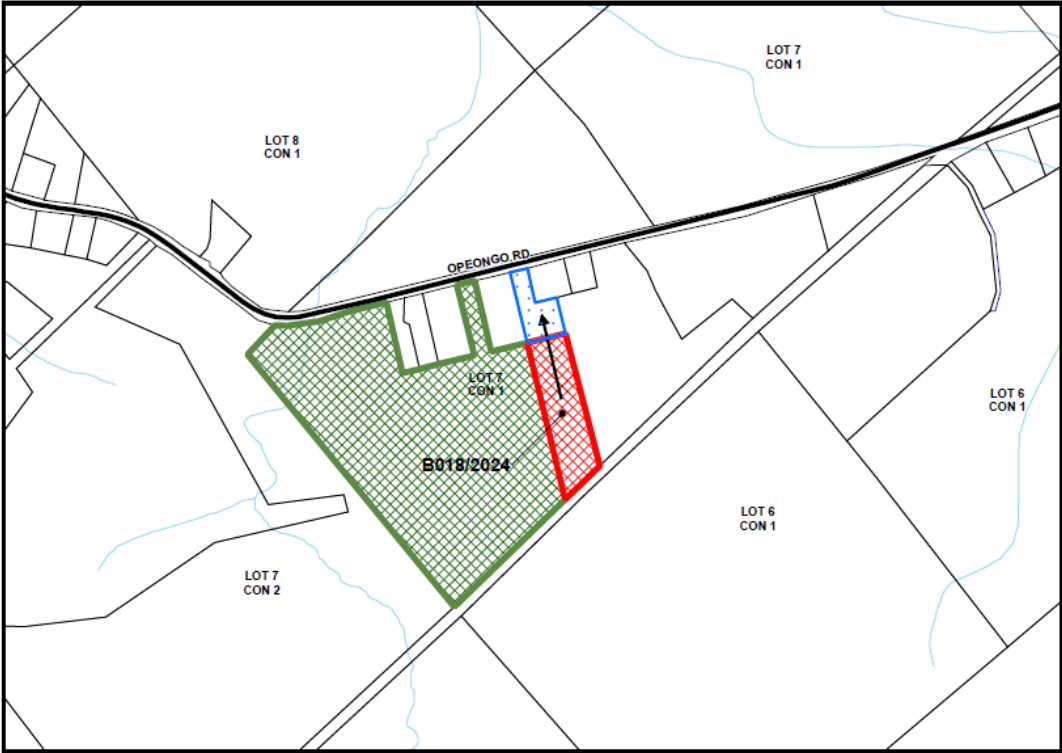 LOT 7
CON 1
LOT 8
CON 1
OPEONGO RD
LOT 7
CON 1
LOT 6
CON 1
B018/2024
LOT 6
CON 1
LOT 7
CON 2